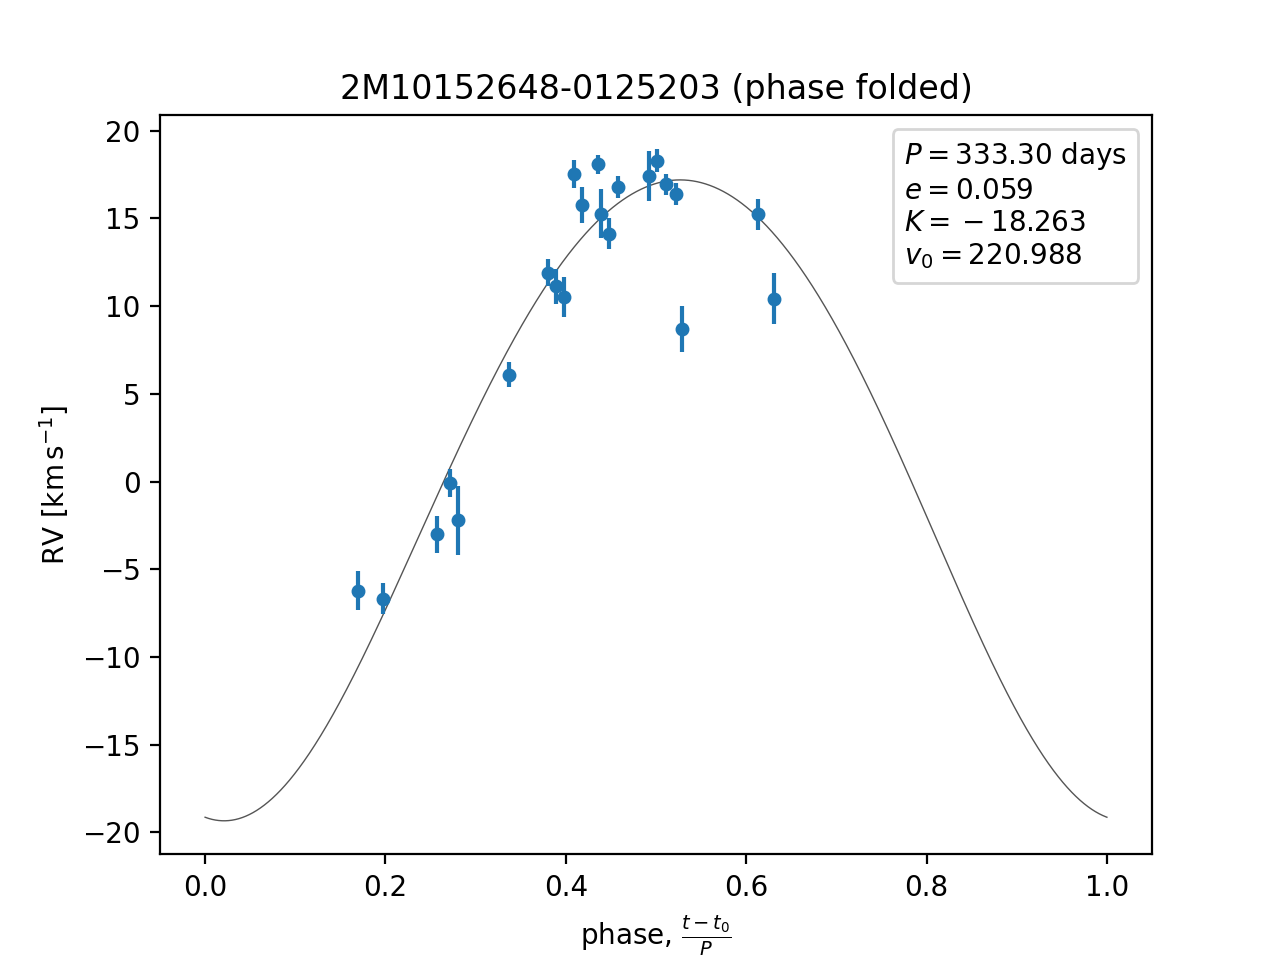 2M10152648-0125203 (phase folded)
P = 333.30 days
e = 0.059
K = −18.263
v₀ = 220.988
20
15
10
5
0
−5
−10
−15
−20
RV [km s⁻¹]
0.0 0.2 0.4 0.6 0.8 1.0
phase, (t − t₀)/P